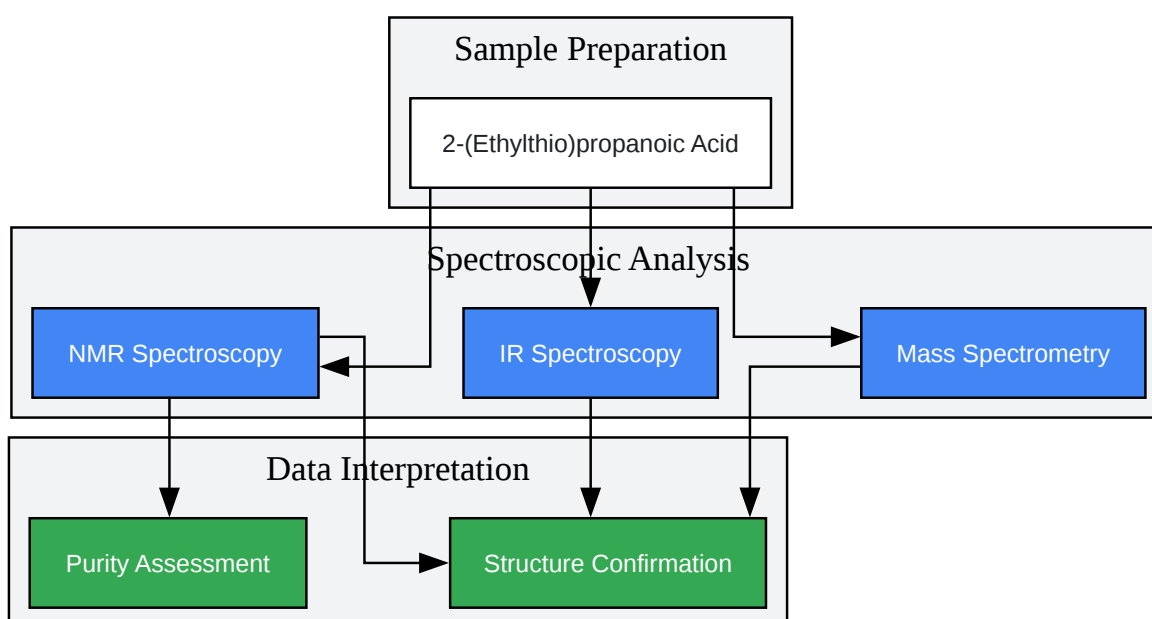 Sample Preparation
2-(Ethylthio)propanoic Acid
Spectroscopic Analysis
NMR Spectroscopy
IR Spectroscopy
Mass Spectrometry
Data Interpretation
Purity Assessment
Structure Confirmation